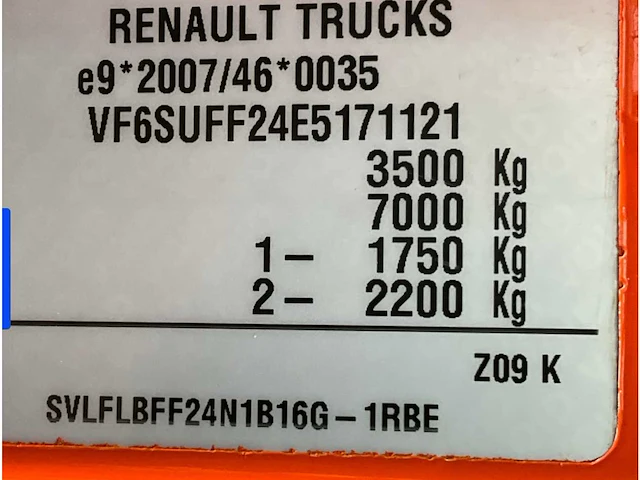 RENAULT TRUCKS
e9*2007/46*0035
VF6SUFF24E5171121
3500 Kg
7000 Kg
1– 1750 Kg
2– 2200 Kg
Z09 K
SVLFLBFF24N1B16G–1RBE